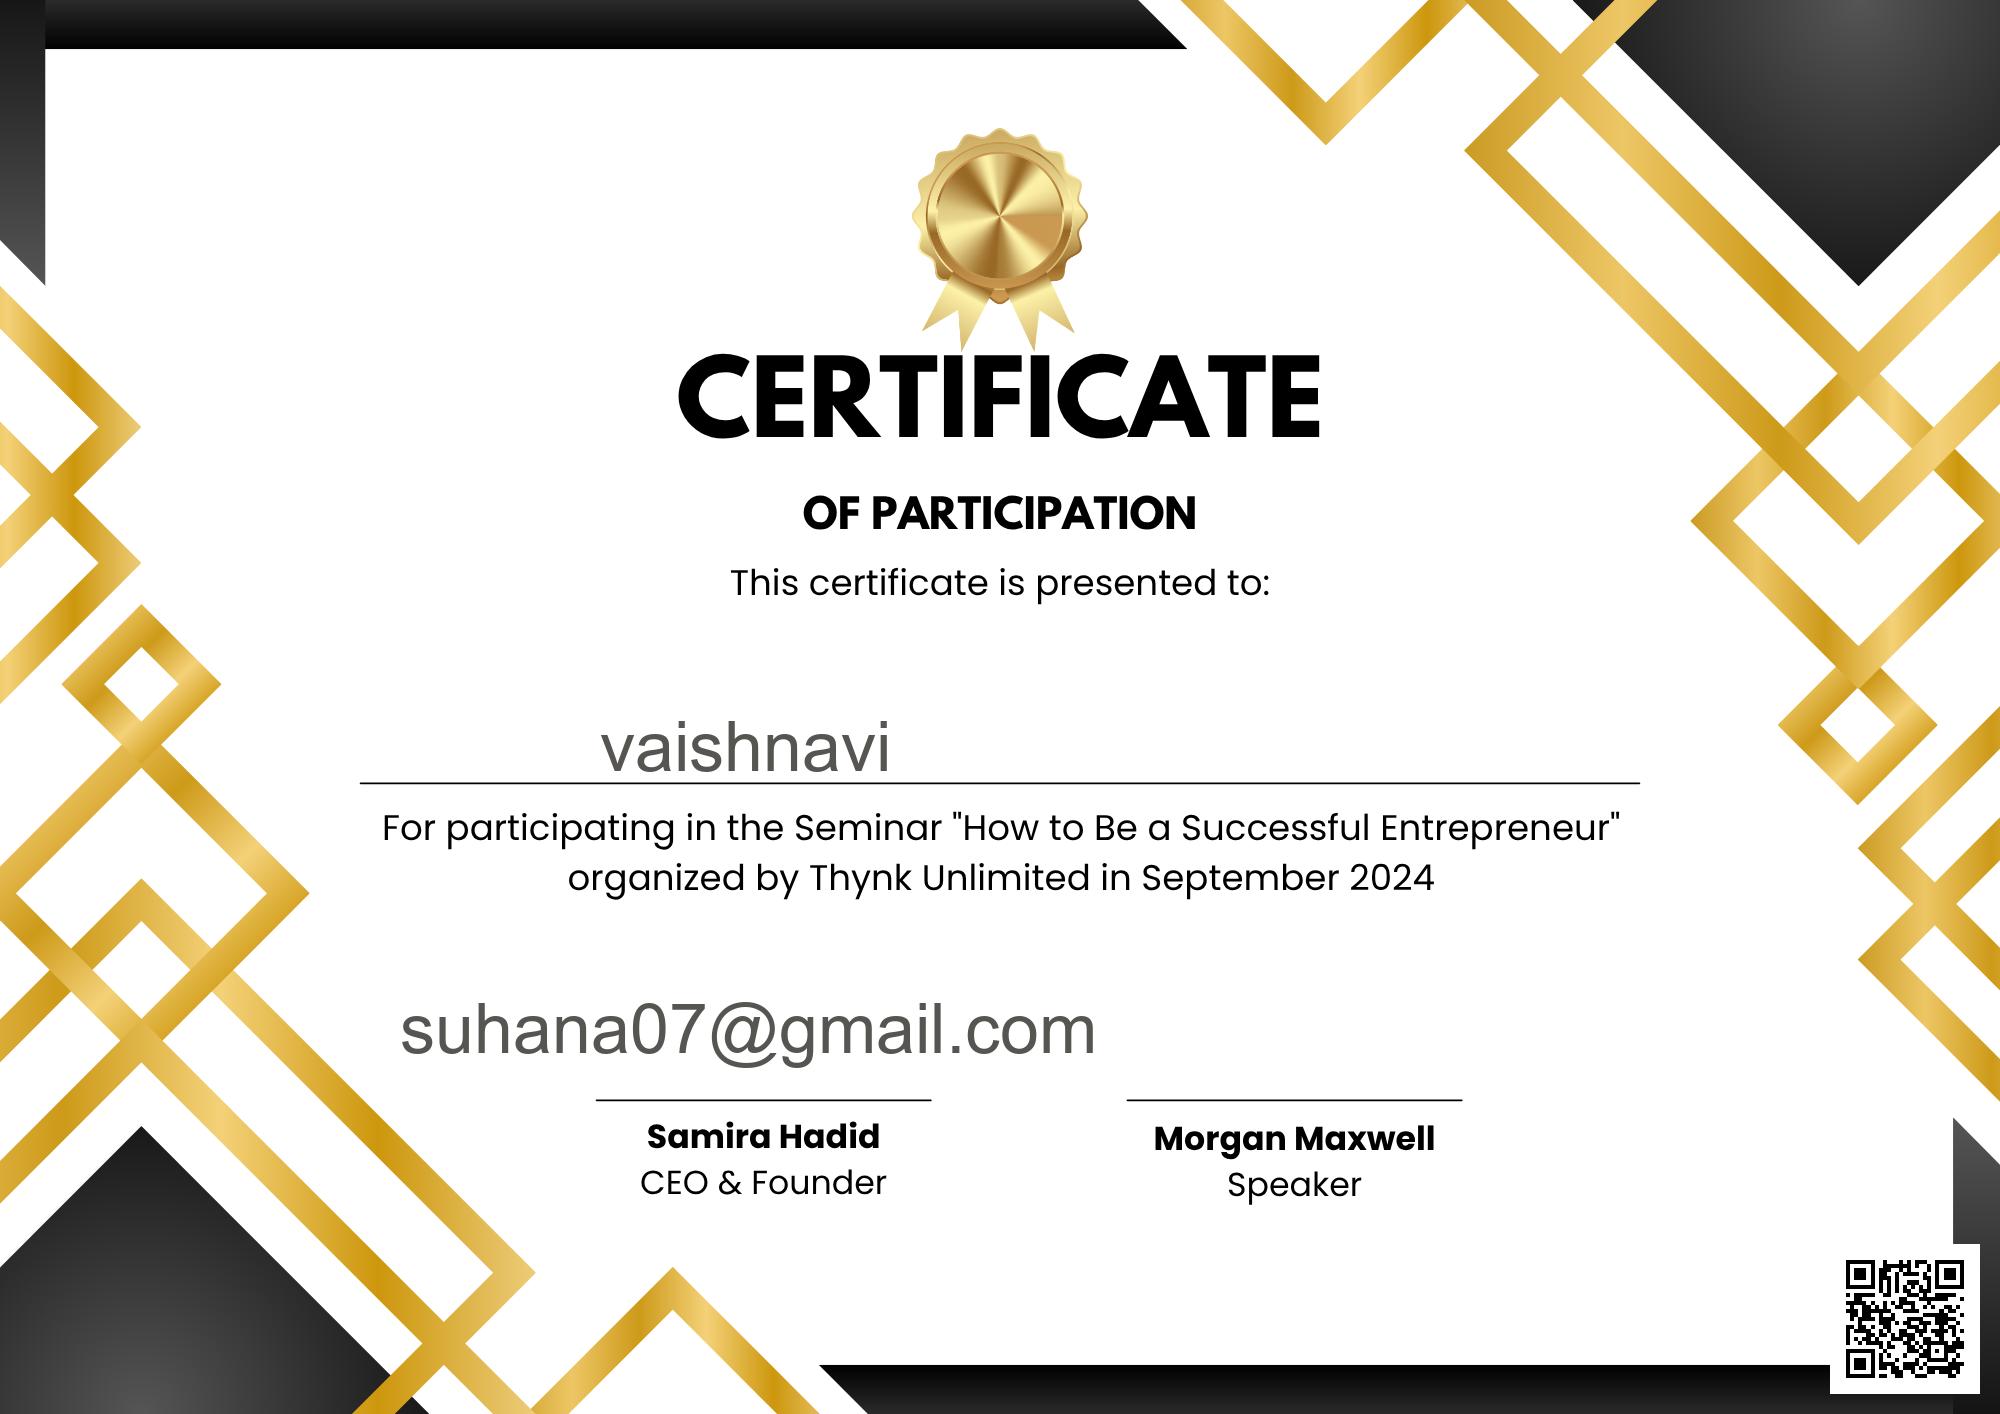 CERTIFICATE
OF PARTICIPATION
This certificate is presented to:
vaishnavi
For participating in the Seminar "How to Be a Successful Entrepreneur"
organized by Thynk Unlimited in September 2024
suhana07@gmail.com
Samira Hadid
CEO & Founder
Morgan Maxwell
Speaker